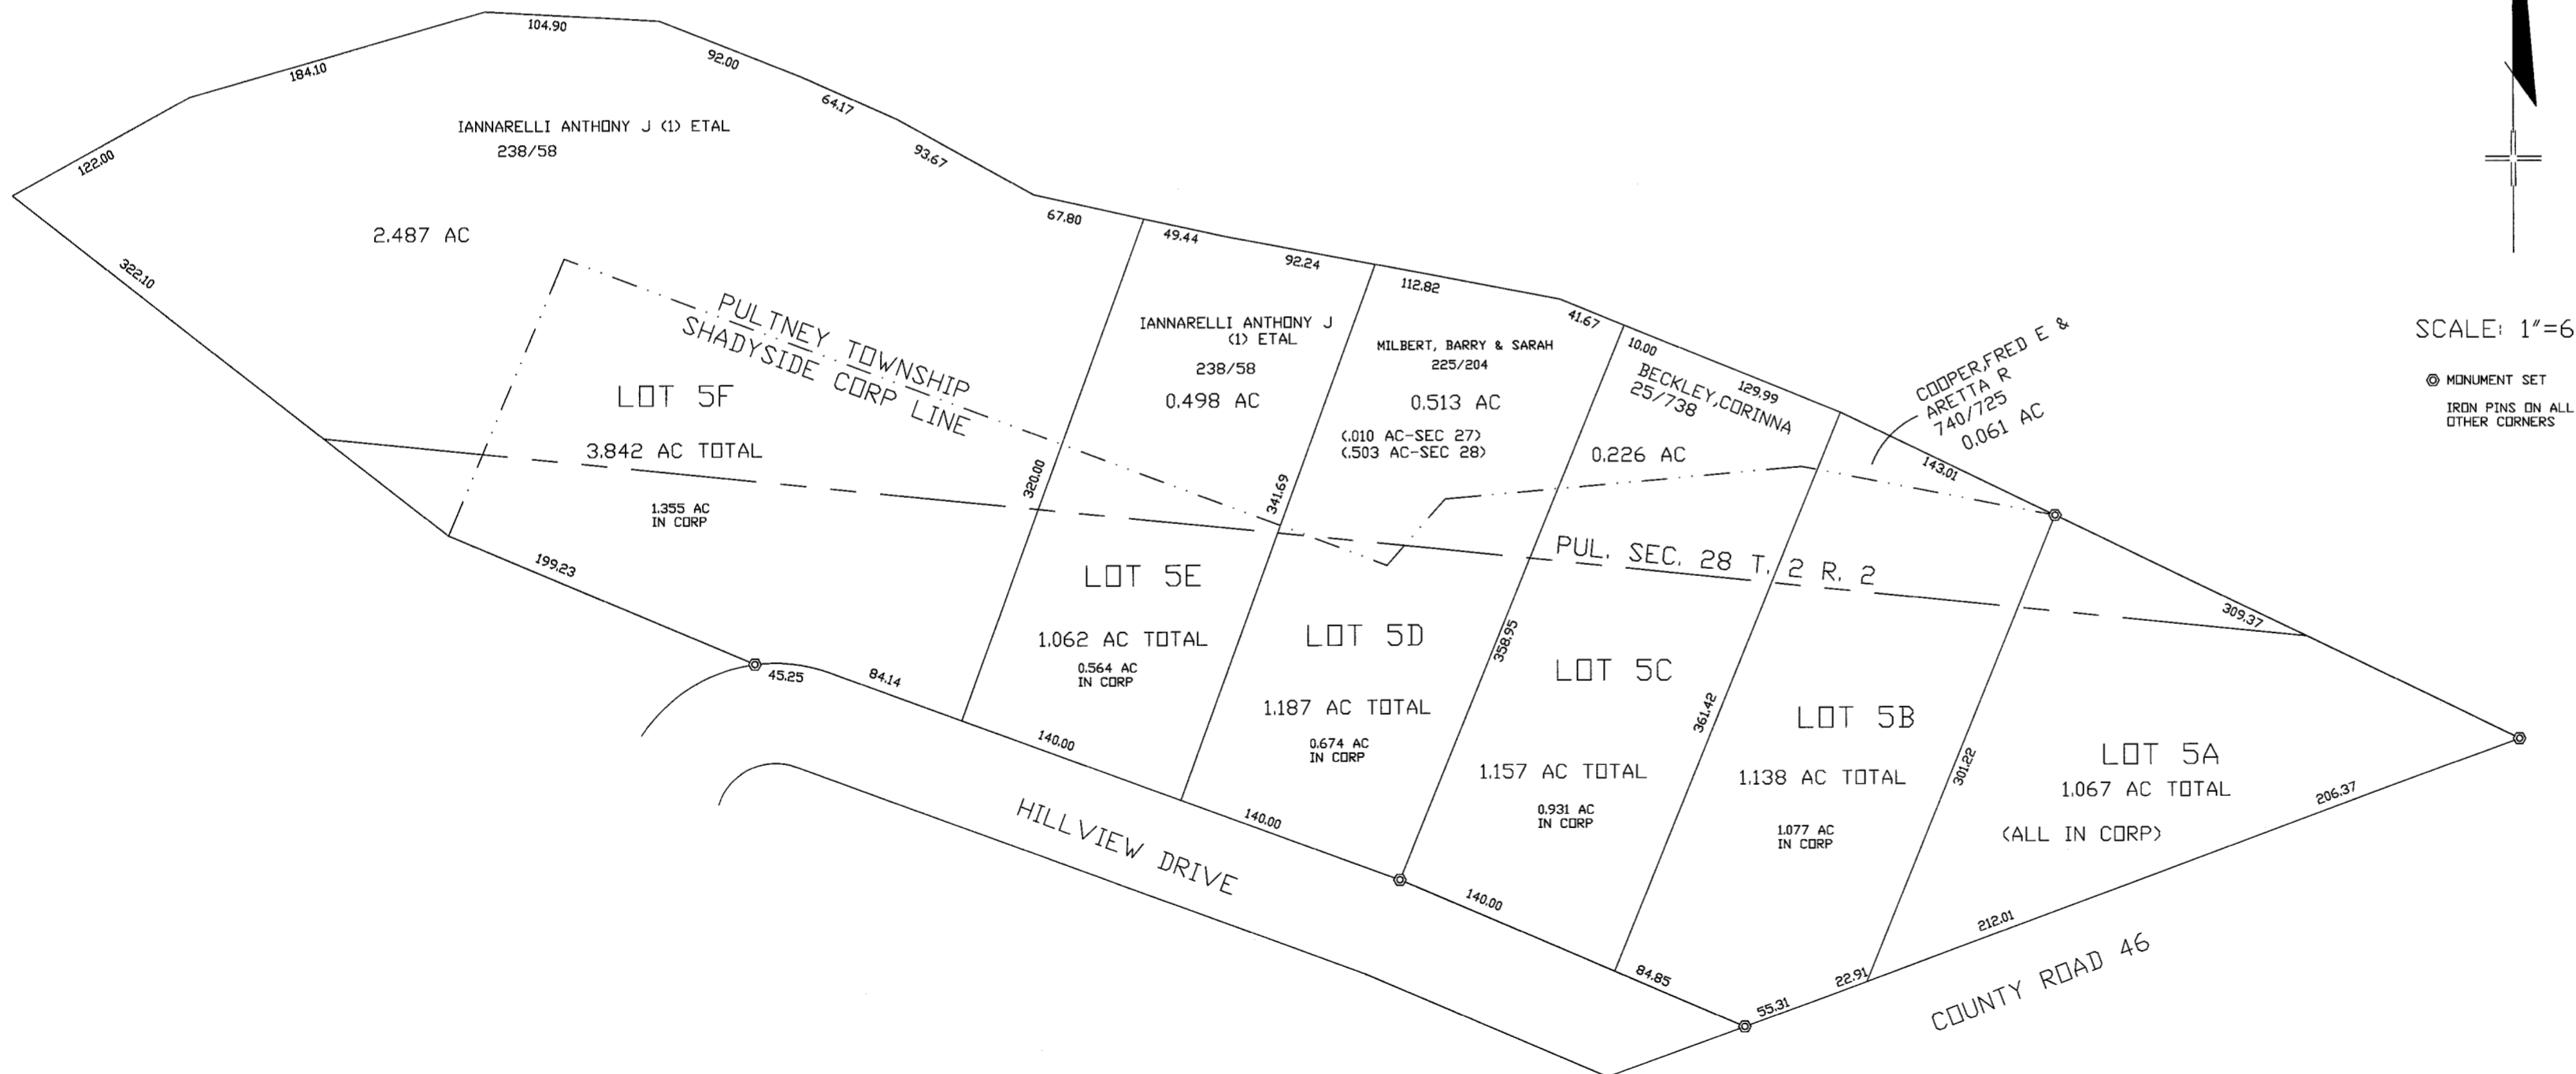 104.90
92.00
184.10
64.17
93.67
122.00
IANNARELLI ANTHONY J (1) ETAL
238/58
2.487 AC
322.10
67.80
49.44
92.24
112.82
41.67
10.00
129.99
143.01
309.37
PULTNEY TOWNSHIP
SHADYSIDE CORP LINE
LOT 5F
3.842 AC TOTAL
1.355 AC
IN CORP
199.23
45.25
84.14
320.00
IANNARELLI ANTHONY J
(1) ETAL
238/58
0.498 AC
LOT 5E
1.062 AC TOTAL
0.564 AC
IN CORP
140.00
341.69
MILBERT, BARRY & SARAH
225/204
0.513 AC
(.010 AC-SEC 27)
(.503 AC-SEC 28)
LOT 5D
1.187 AC TOTAL
0.674 AC
IN CORP
140.00
358.95
BECKLEY,CORINNA
25/738
0.226 AC
PUL. SEC. 28 T. 2 R. 2
LOT 5C
1.157 AC TOTAL
0.931 AC
IN CORP
140.00
361.42
COOPER,FRED E &
ARETTA R
740/725
0.061 AC
LOT 5B
1.138 AC TOTAL
1.077 AC
IN CORP
84.85
55.31
22.91
301.22
LOT 5A
1.067 AC TOTAL
(ALL IN CORP)
206.37
212.01
HILLVIEW DRIVE
COUNTY ROAD 46
SCALE: 1"=6
MONUMENT SET
IRON PINS ON ALL
OTHER CORNERS